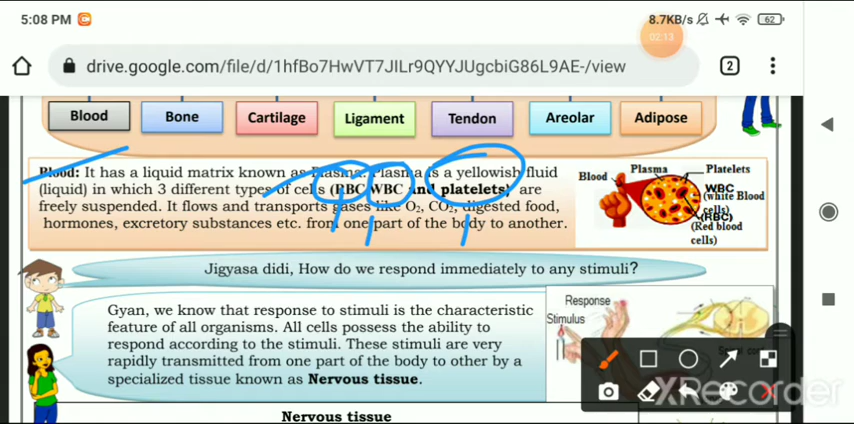 5:08 PM
8.7KB/s
62
02:13
drive.google.com/file/d/1hfBo7HwVT7JILr9QYYJUgcbiG86L9AE-/view
2
Blood Bone Cartilage Ligament Tendon Areolar Adipose
Blood: It has a liquid matrix known as Plasma. Plasma is a yellowish fluid
(liquid) in which 3 different types of cells (RBC, WBC and platelets) are
freely suspended. It flows and transports gases like O₂, CO₂, digested food,
hormones, excretory substances etc. from one part of the body to another.
Blood Plasma Platelets
WBC
(white Blood
cells)
(RBC)
(Red blood
cells)
Jigyasa didi, How do we respond immediately to any stimuli?
Gyan, we know that response to stimuli is the characteristic
feature of all organisms. All cells possess the ability to
respond according to the stimuli. These stimuli are very
rapidly transmitted from one part of the body to other by a
specialized tissue known as Nervous tissue.
Response
Stimulus
XRecorder
Nervous tissue